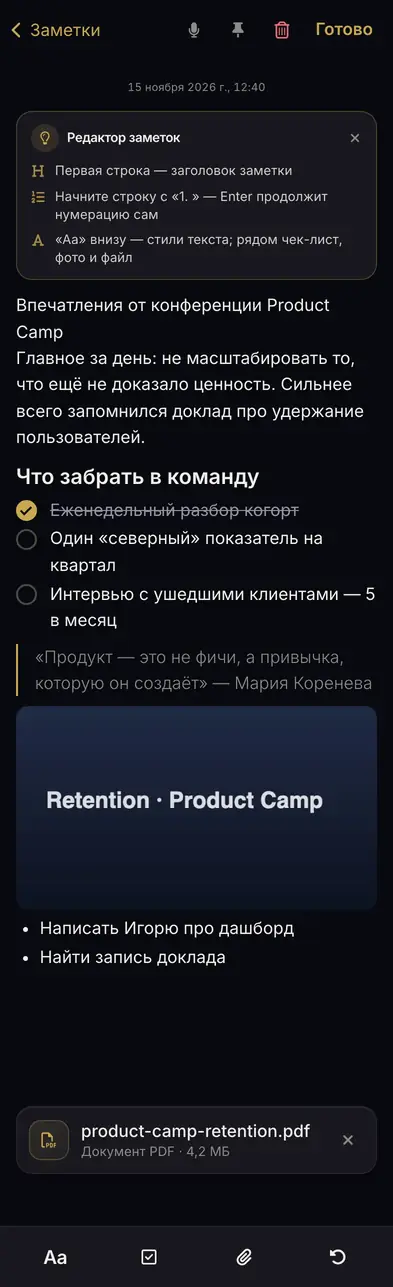 Заметки
Готово
15 ноября 2026 г., 12:40
Редактор заметок
Первая строка — заголовок заметки
Начните строку с «1. » — Enter продолжит
нумерацию сам
«Аа» внизу — стили текста; рядом чек-лист,
фото и файл
Впечатления от конференции Product
Camp
Главное за день: не масштабировать то,
что ещё не доказало ценность. Сильнее
всего запомнился доклад про удержание
пользователей.
Что забрать в команду
Еженедельный разбор когорт
Один «северный» показатель на
квартал
Интервью с ушедшими клиентами — 5
в месяц
«Продукт — это не фичи, а привычка,
которую он создаёт» — Мария Коренева
Retention · Product Camp
• Написать Игорю про дашборд
• Найти запись доклада
PDF
product-camp-retention.pdf
Документ PDF · 4,2 МБ
Aa